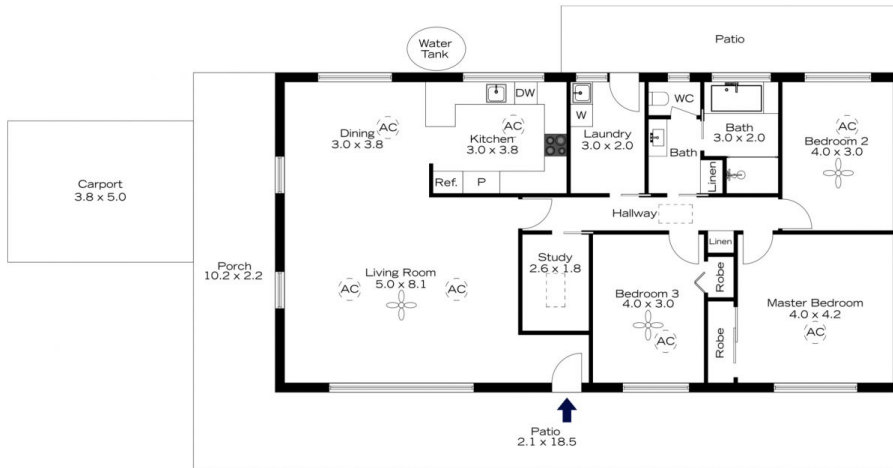 Water
Tank
Patio
Carport
3.8 x 5.0
Porch
10.2 x 2.2
Dining
3.0 x 3.8
AC
DW
Kitchen
3.0 x 3.8
AC
Ref.
P
W
Laundry
3.0 x 2.0
WC
Bath
Bath
3.0 x 2.0
Linen
AC
Bedroom 2
4.0 x 3.0
Hallway
Living Room
5.0 x 8.1
AC
AC
Study
2.6 x 1.8
Bedroom 3
4.0 x 3.0
AC
Linen
Robe
Robe
Master Bedroom
4.0 x 4.2
AC
Patio
2.1 x 18.5